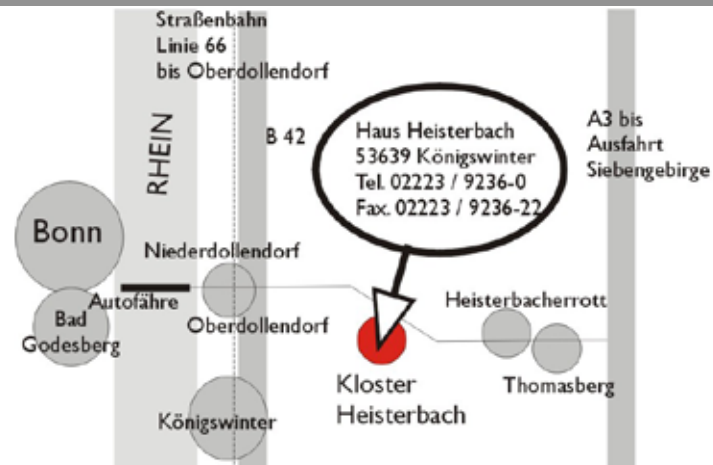 Straßenbahn
Linie 66
bis Oberdollendorf
RHEIN
B 42
Haus Heisterbach
53639 Königswinter
Tel. 02223 / 9236-0
Fax. 02223 / 9236-22
A3 bis
Ausfahrt
Siebengebirge
Bonn
Niederdollendorf
Autofähre
Bad
Godesberg
Oberdollendorf
Heisterbacherrott
Thomasberg
Kloster
Heisterbach
Königswinter